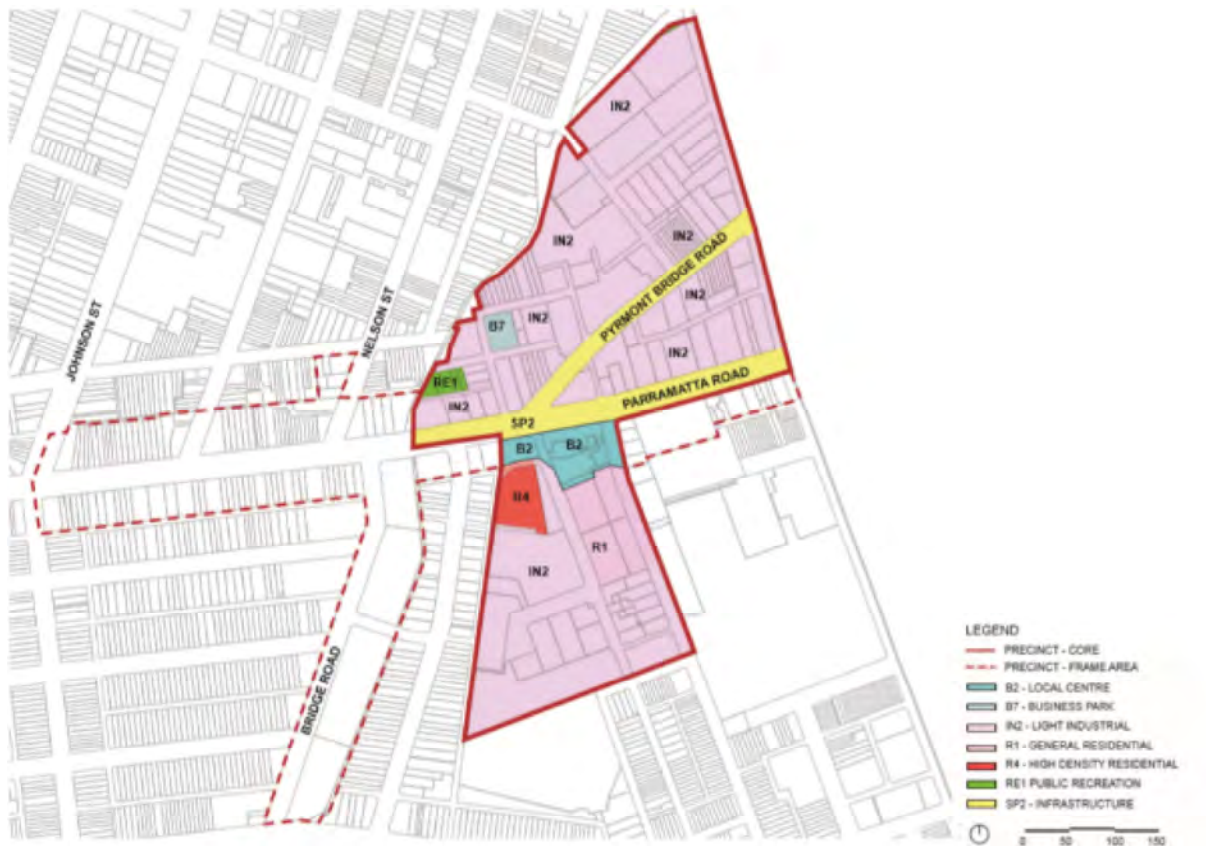 IN2
IN2
IN2
PYRMONT BRIDGE ROAD
IN2
B7
IN2
JOHNSON ST
NELSON ST
IN2
RE1
PARRAMATTA ROAD
IN2
SP2
B2
B2
R4
R1
IN2
BRIDGE ROAD
LEGEND
PRECINCT - CORE
PRECINCT - FRAME AREA
B2 - LOCAL CENTRE
B7 - BUSINESS PARK
IN2 - LIGHT INDUSTRIAL
R1 - GENERAL RESIDENTIAL
R4 - HIGH DENSITY RESIDENTIAL
RE1 PUBLIC RECREATION
SP2 - INFRASTRUCTURE
0 50 100 150